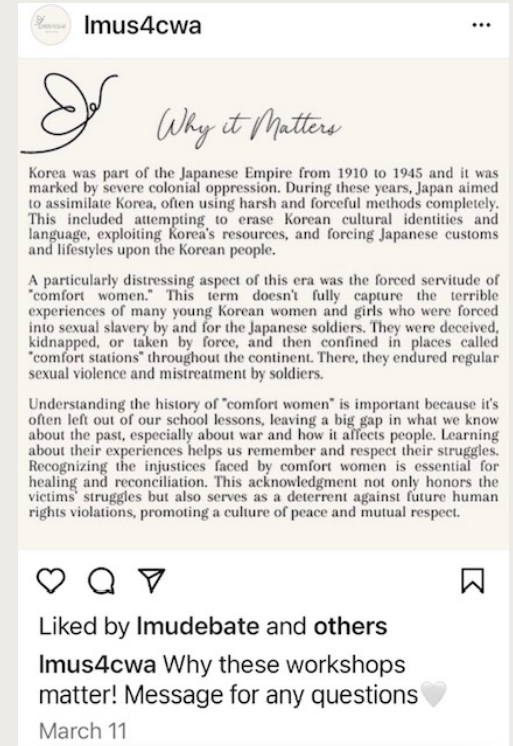 lmus4cwa
Why it Matters
Korea was part of the Japanese Empire from 1910 to 1945 and it was
marked by severe colonial oppression. During these years, Japan aimed
to assimilate Korea, often using harsh and forceful methods completely.
This included attempting to erase Korean cultural identities and
language, exploiting Korea's resources, and forcing Japanese customs
and lifestyles upon the Korean people.
A particularly distressing aspect of this era was the forced servitude of
"comfort women." This term doesn't fully capture the terrible
experiences of many young Korean women and girls who were forced
into sexual slavery by and for the Japanese soldiers. They were deceived,
kidnapped, or taken by force, and then confined in places called
"comfort stations" throughout the continent. There, they endured regular
sexual violence and mistreatment by soldiers.
Understanding the history of "comfort women" is important because it's
often left out of our school lessons, leaving a big gap in what we know
about the past, especially about war and how it affects people. Learning
about their experiences helps us remember and respect their struggles.
Recognizing the injustices faced by comfort women is essential for
healing and reconciliation. This acknowledgment not only honors the
victims' struggles but also serves as a deterrent against future human
rights violations, promoting a culture of peace and mutual respect.
Liked by lmudebate and others
lmus4cwa Why these workshops
matter! Message for any questions🤍
March 11